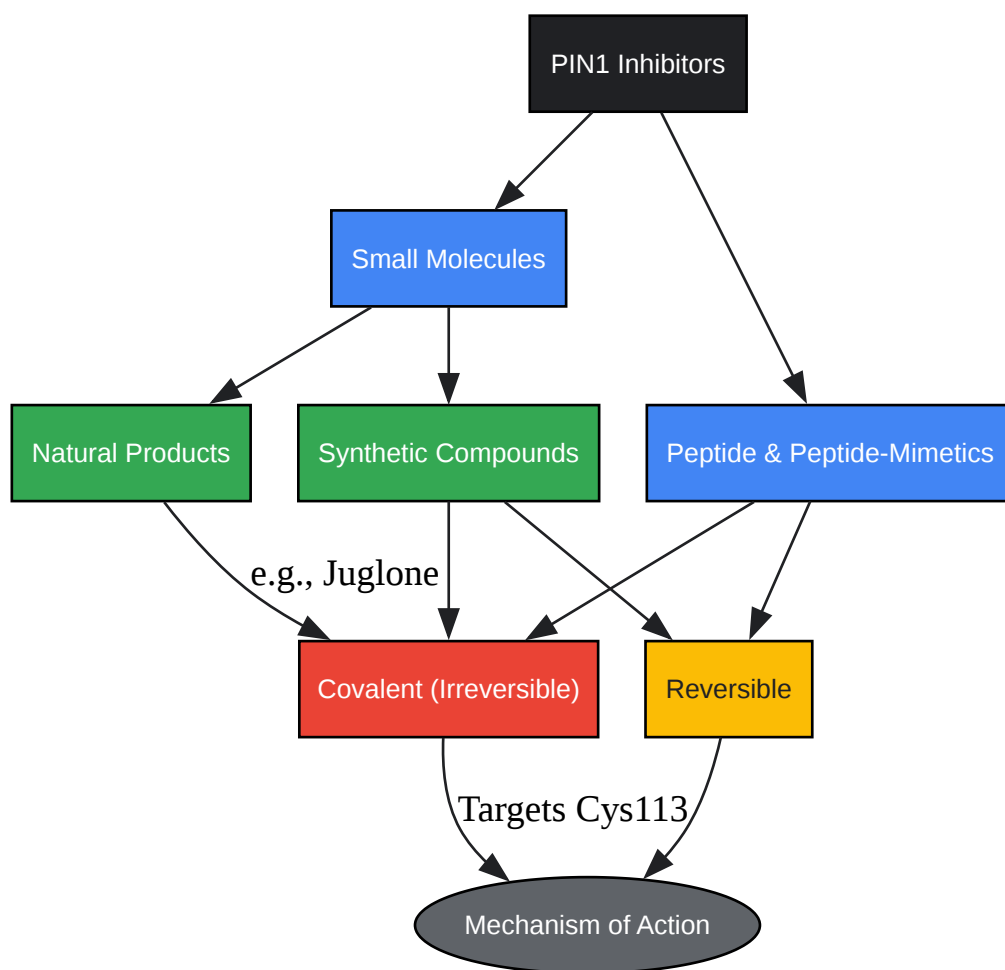 PIN1 Inhibitors
Small Molecules
Natural Products
Synthetic Compounds
Peptide & Peptide-Mimetics
e.g., Juglone
Covalent (Irreversible)
Reversible
Targets Cys113
Mechanism of Action